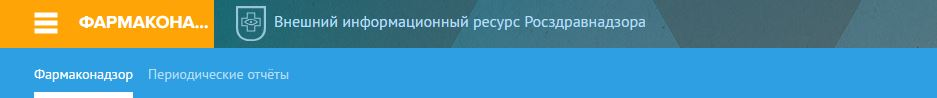 ФАРМАКОНА... Внешний информационный ресурс Росздравнадзора
Фармаконадзор Периодические отчёты